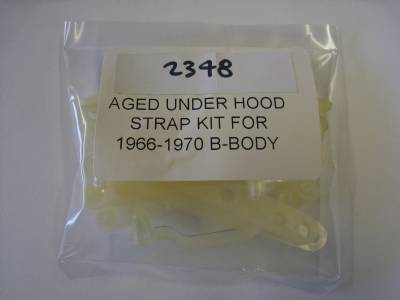 2348
AGED UNDER HOOD
STRAP KIT FOR
1966-1970 B-BODY